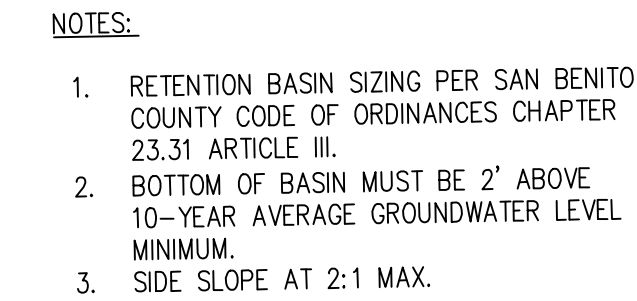 NOTES:
1. RETENTION BASIN SIZING PER SAN BENITO
COUNTY CODE OF ORDINANCES CHAPTER
23.31 ARTICLE III.
2. BOTTOM OF BASIN MUST BE 2' ABOVE
10-YEAR AVERAGE GROUNDWATER LEVEL
MINIMUM.
3. SIDE SLOPE AT 2:1 MAX.